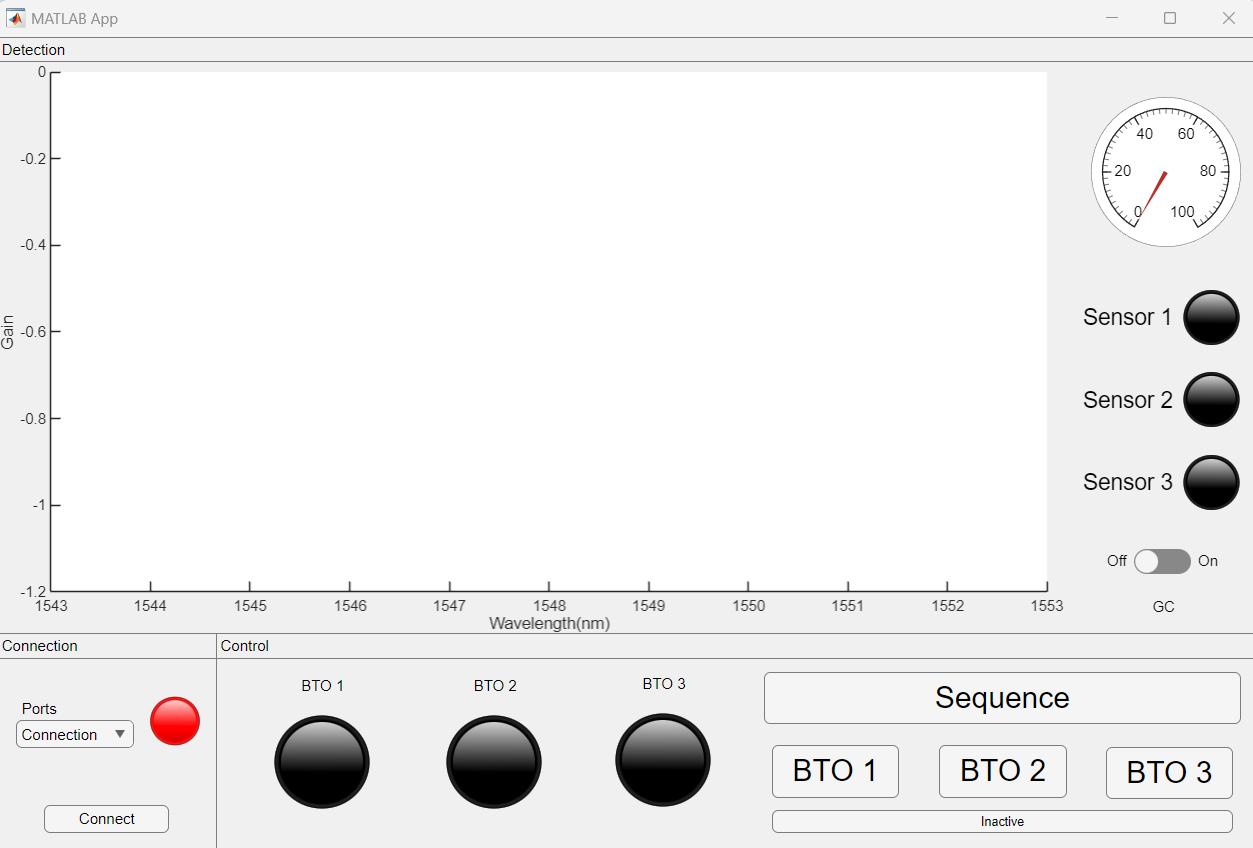 MATLAB App
Detection
0
-0.2
-0.4
-0.6
-0.8
-1
-1.2
Gain
1543 1544 1545 1546 1547 1548 1549 1550 1551 1552 1553
Wavelength(nm)
40 60
20 80
0 100
Sensor 1
Sensor 2
Sensor 3
Off On
GC
Connection
Ports
Connection
Connect
Control
BTO 1 BTO 2 BTO 3
Sequence
BTO 1 BTO 2 BTO 3
Inactive